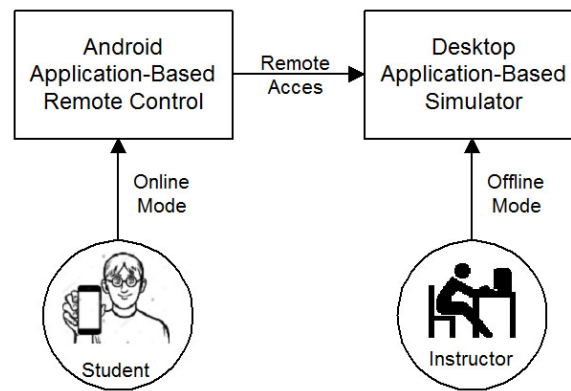 Android
Application-Based
Remote Control
Remote
Acces
Desktop
Application-Based
Simulator
Online
Mode
Offline
Mode
Student
Instructor